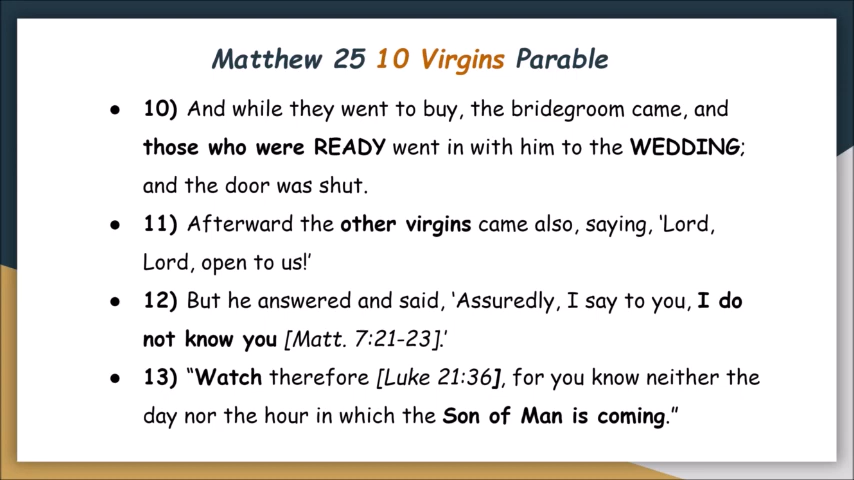 Matthew 25 10 Virgins Parable
● 10) And while they went to buy, the bridegroom came, and
those who were READY went in with him to the WEDDING;
and the door was shut.
● 11) Afterward the other virgins came also, saying, ‘Lord,
Lord, open to us!’
● 12) But he answered and said, ‘Assuredly, I say to you, I do
not know you [Matt. 7:21-23].’
● 13) “Watch therefore [Luke 21:36], for you know neither the
day nor the hour in which the Son of Man is coming.”